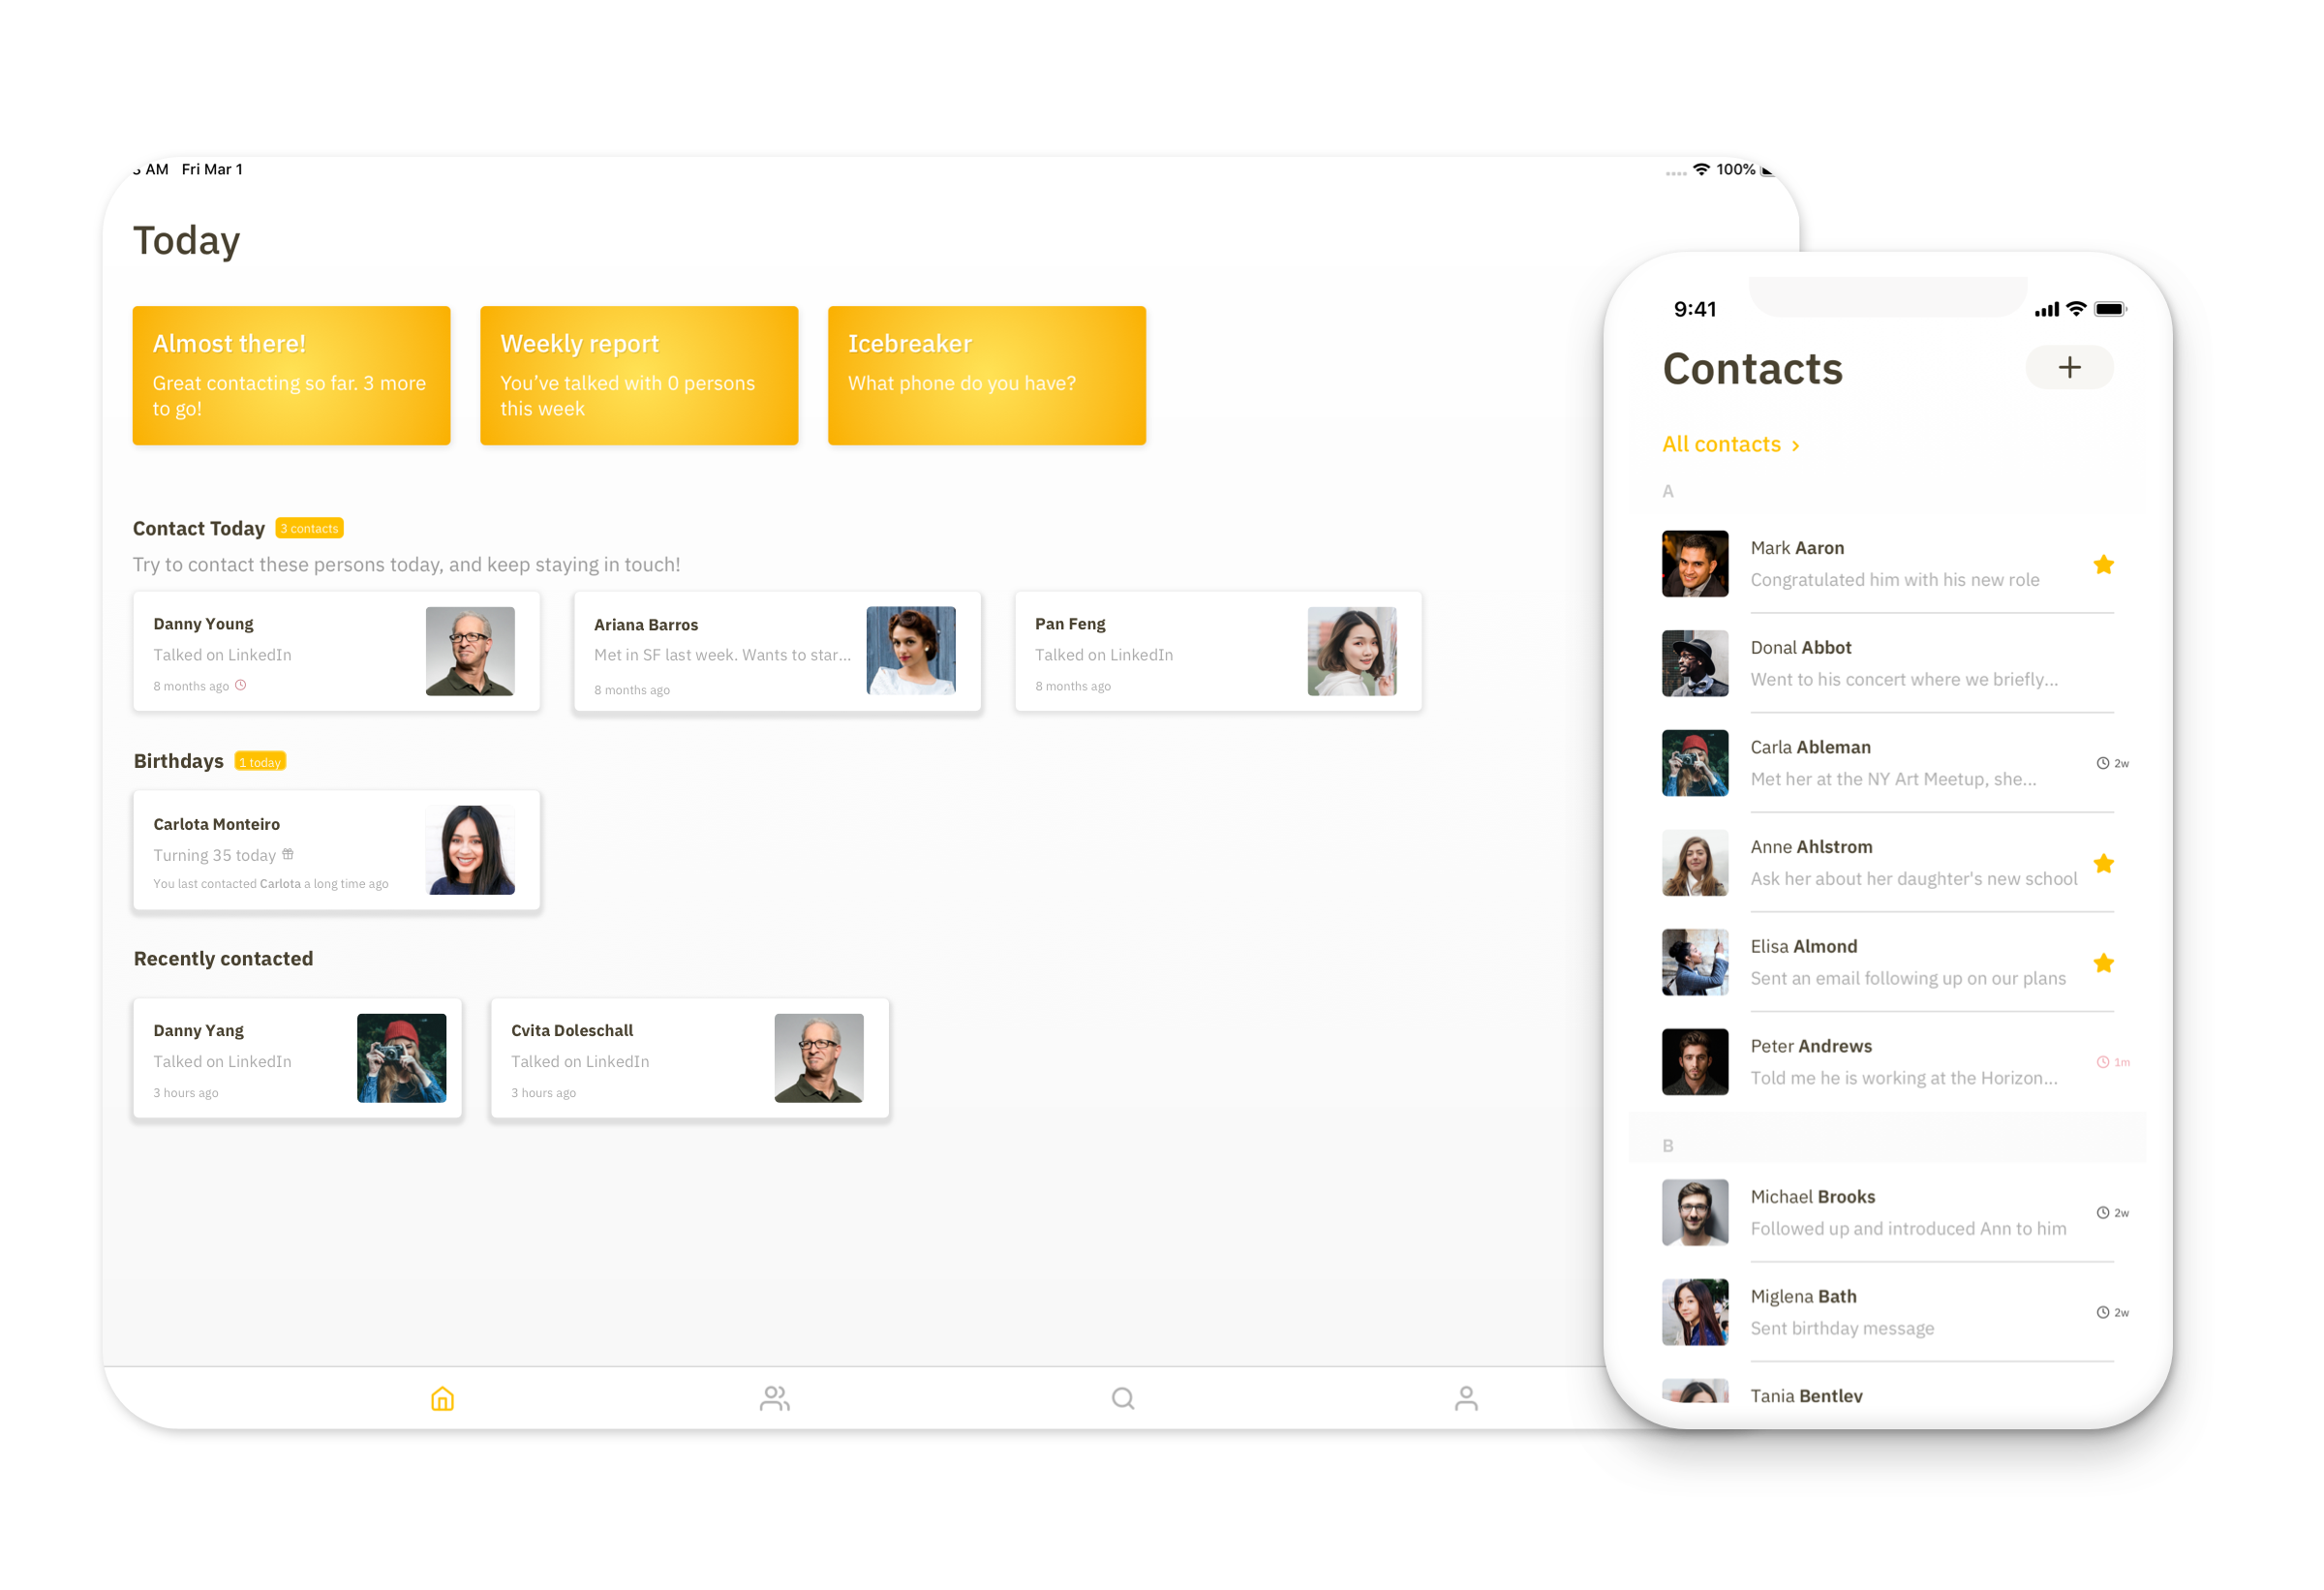 AM Fri Mar 1
100%
Today
Almost there!
Great contacting so far. 3 more
to go!
Weekly report
You’ve talked with 0 persons
this week
Icebreaker
What phone do you have?
Contact Today 3 contacts
Try to contact these persons today, and keep staying in touch!
Danny Young
Talked on LinkedIn
8 months ago
Ariana Barros
Met in SF last week. Wants to star...
8 months ago
Pan Feng
Talked on LinkedIn
8 months ago
Birthdays 1 today
Carlota Monteiro
Turning 35 today
You last contacted Carlota a long time ago
Recently contacted
Danny Yang
Talked on LinkedIn
3 hours ago
Cvita Doleschall
Talked on LinkedIn
3 hours ago
9:41
Contacts
All contacts
A
Mark Aaron
Congratulated him with his new role
Donal Abbot
Went to his concert where we briefly...
Carla Ableman
Met her at the NY Art Meetup, she...
2w
Anne Ahlstrom
Ask her about her daughter's new school
Elisa Almond
Sent an email following up on our plans
Peter Andrews
Told me he is working at the Horizon...
1m
B
Michael Brooks
Followed up and introduced Ann to him
2w
Miglena Bath
Sent birthday message
2w
Tania Bentley